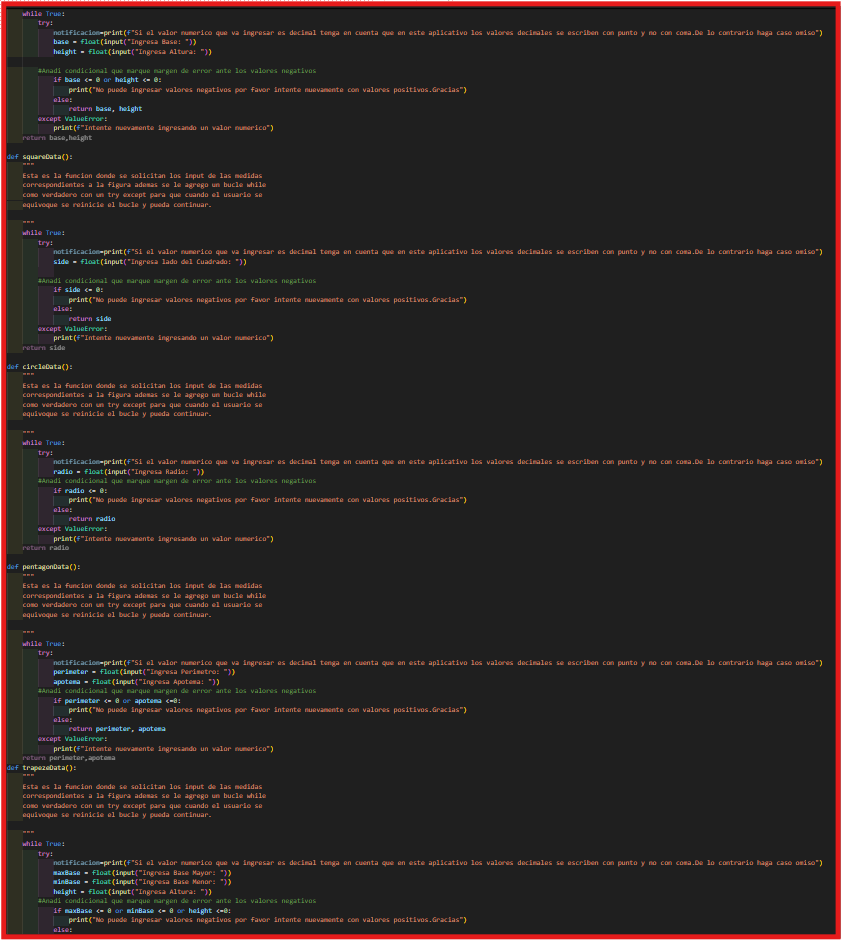 while True:
try:
notificacion=print(f"Si el valor numerico que va ingresar es decimal tenga en cuenta que en este aplicativo los valores decimales se escriben con punto y no con coma.De lo contrario haga caso omiso")
base = float(input("Ingresa Base: "))
height = float(input("Ingresa Altura: "))
#Anadi condicional que marque margen de error ante los valores negativos
if base <= 0 or height <= 0:
print("No puede ingresar valores negativos por favor intente nuevamente con valores positivos.Gracias")
else:
return base, height
except ValueError:
print(f"Intente nuevamente ingresando un valor numerico")
return base,height
def squareData():
"""
Esta es la funcion donde se solicitan los input de las medidas
correspondientes a la figura ademas se le agrego un bucle while
como verdadero con un try except para que cuando el usuario se
equivoque se reinicie el bucle y pueda continuar.
"""
while True:
try:
notificacion=print(f"Si el valor numerico que va ingresar es decimal tenga en cuenta que en este aplicativo los valores decimales se escriben con punto y no con coma.De lo contrario haga caso omiso")
side = float(input("Ingresa lado del Cuadrado: "))
#Anadi condicional que marque margen de error ante los valores negativos
if side <= 0:
print("No puede ingresar valores negativos por favor intente nuevamente con valores positivos.Gracias")
else:
return side
except ValueError:
print(f"Intente nuevamente ingresando un valor numerico")
return side
def circleData():
"""
Esta es la funcion donde se solicitan los input de las medidas
correspondientes a la figura ademas se le agrego un bucle while
como verdadero con un try except para que cuando el usuario se
equivoque se reinicie el bucle y pueda continuar.
"""
while True:
try:
notificacion=print(f"Si el valor numerico que va ingresar es decimal tenga en cuenta que en este aplicativo los valores decimales se escriben con punto y no con coma.De lo contrario haga caso omiso")
radio = float(input("Ingresa Radio: "))
#Anadi condicional que marque margen de error ante los valores negativos
if radio <= 0:
print("No puede ingresar valores negativos por favor intente nuevamente con valores positivos.Gracias")
else:
return radio
except ValueError:
print(f"Intente nuevamente ingresando un valor numerico")
return radio
def pentagonData():
"""
Esta es la funcion donde se solicitan los input de las medidas
correspondientes a la figura ademas se le agrego un bucle while
como verdadero con un try except para que cuando el usuario se
equivoque se reinicie el bucle y pueda continuar.
"""
while True:
try:
notificacion=print(f"Si el valor numerico que va ingresar es decimal tenga en cuenta que en este aplicativo los valores decimales se escriben con punto y no con coma.De lo contrario haga caso omiso")
perimeter = float(input("Ingresa Perimetro: "))
apotema = float(input("Ingresa Apotema: "))
#Anadi condicional que marque margen de error ante los valores negativos
if perimeter <= 0 or apotema <=0:
print("No puede ingresar valores negativos por favor intente nuevamente con valores positivos.Gracias")
else:
return perimeter, apotema
except ValueError:
print(f"Intente nuevamente ingresando un valor numerico")
return perimeter,apotema
def trapezeData():
"""
Esta es la funcion donde se solicitan los input de las medidas
correspondientes a la figura ademas se le agrego un bucle while
como verdadero con un try except para que cuando el usuario se
equivoque se reinicie el bucle y pueda continuar.
"""
while True:
try:
notificacion=print(f"Si el valor numerico que va ingresar es decimal tenga en cuenta que en este aplicativo los valores decimales se escriben con punto y no con coma.De lo contrario haga caso omiso")
maxBase = float(input("Ingresa Base Mayor: "))
minBase = float(input("Ingresa Base Menor: "))
height = float(input("Ingresa Altura: "))
#Anadi condicional que marque margen de error ante los valores negativos
if maxBase <= 0 or minBase <= 0 or height <=0:
print("No puede ingresar valores negativos por favor intente nuevamente con valores positivos.Gracias")
else: